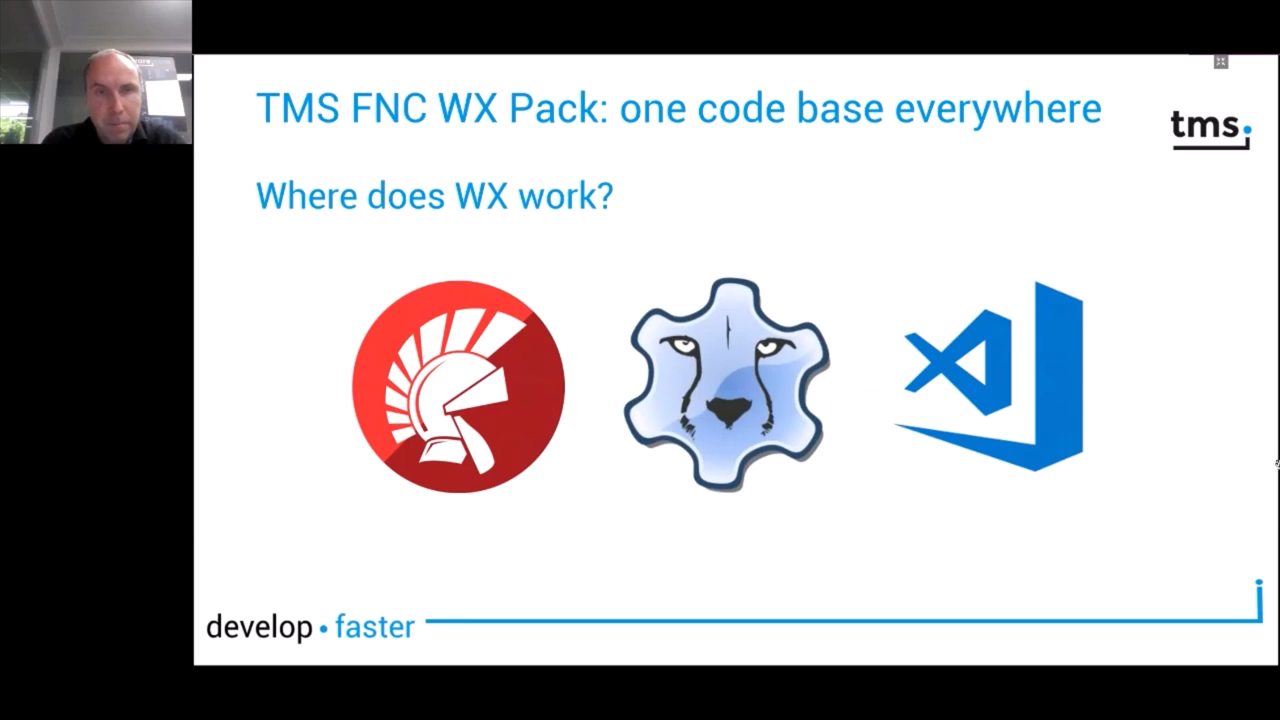 TMS FNC WX Pack: one code base everywhere
tms.
Where does WX work?
develop • faster